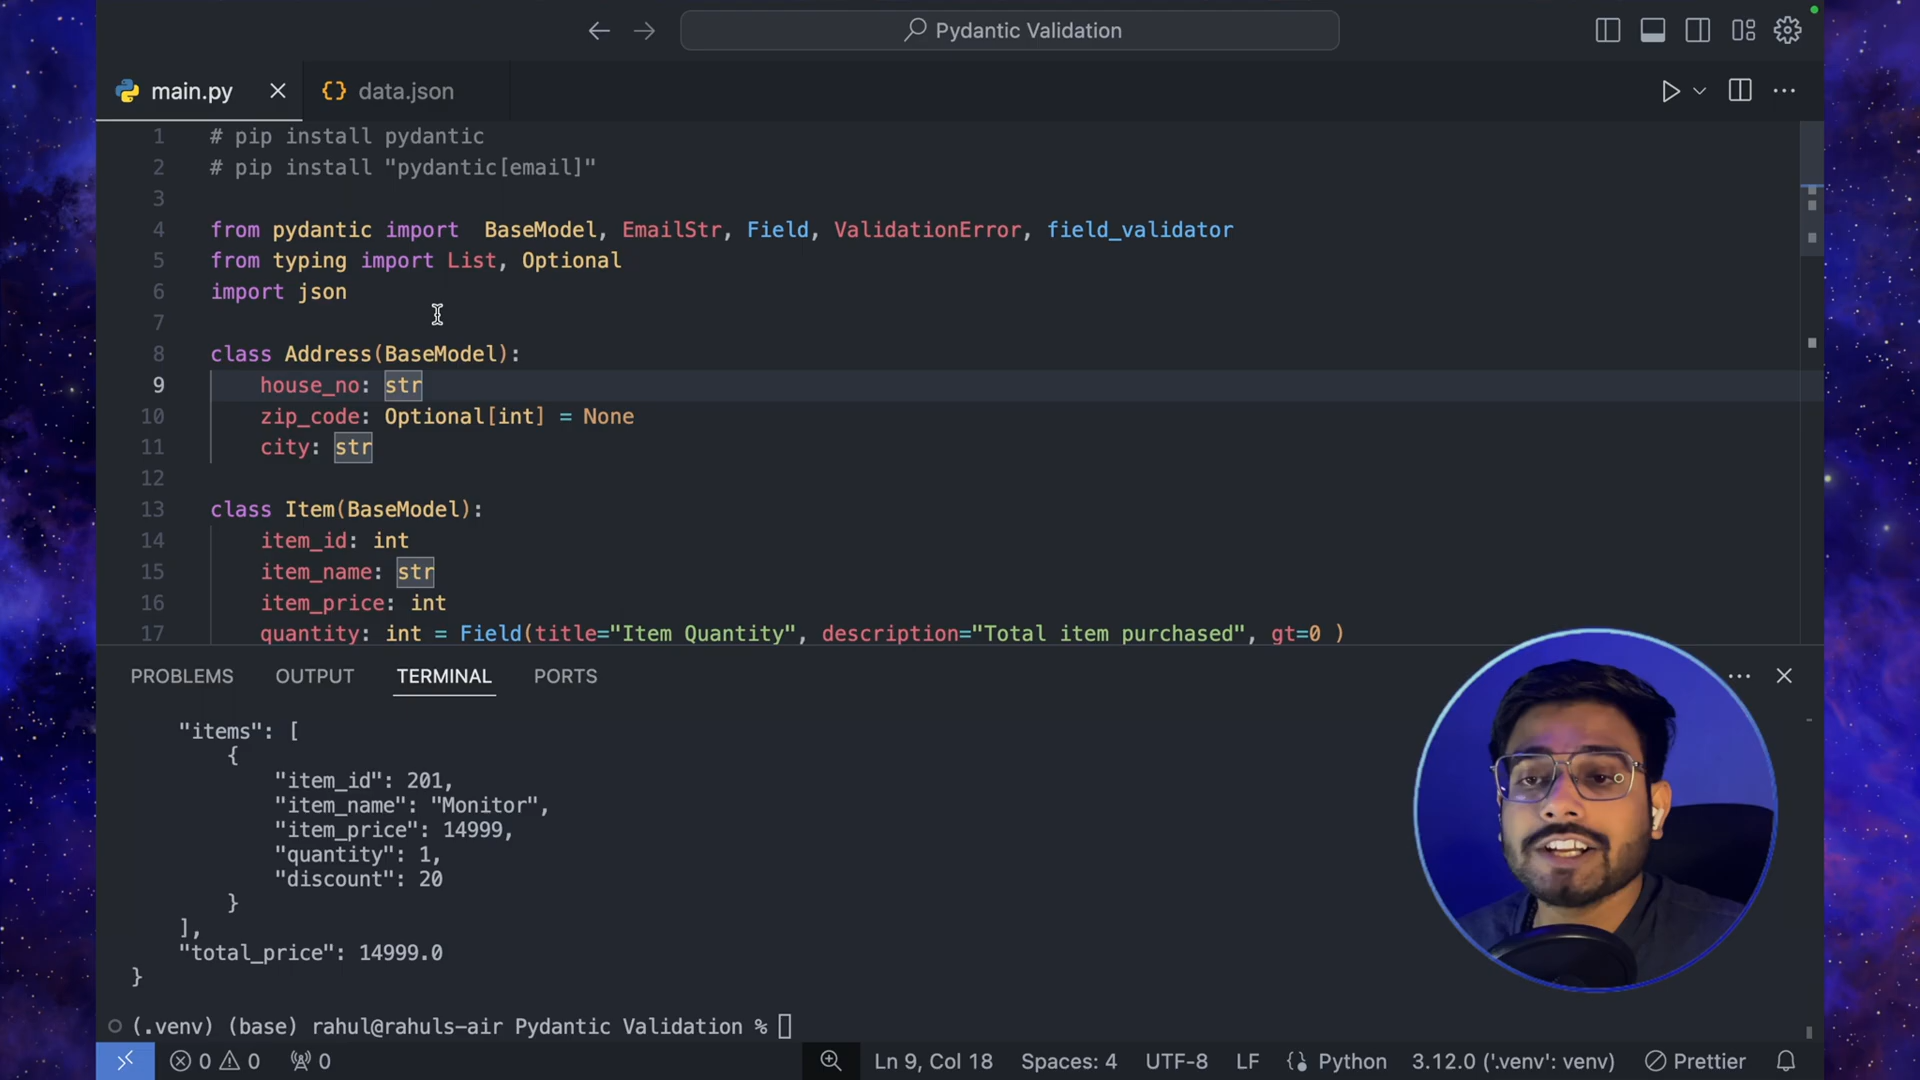 Pydantic Validation
main.py
data.json
1 # pip install pydantic
2 # pip install "pydantic[email]"
3
4 from pydantic import  BaseModel, EmailStr, Field, ValidationError, field_validator
5 from typing import List, Optional
6 import json
7
8 class Address(BaseModel):
9     house_no: str
10     zip_code: Optional[int] = None
11     city: str
12
13 class Item(BaseModel):
14     item_id: int
15     item_name: str
16     item_price: int
17     quantity: int = Field(title="Item Quantity", description="Total item purchased", gt=0 )
PROBLEMS OUTPUT TERMINAL PORTS
    "items": [
        {
            "item_id": 201,
            "item_name": "Monitor",
            "item_price": 14999,
            "quantity": 1,
            "discount": 20
        }
    ],
    "total_price": 14999.0
}
(.venv) (base) rahul@rahuls-air Pydantic Validation %
0 0 0 Ln 9, Col 18 Spaces: 4 UTF-8 LF Python 3.12.0 ('.venv': venv) Prettier